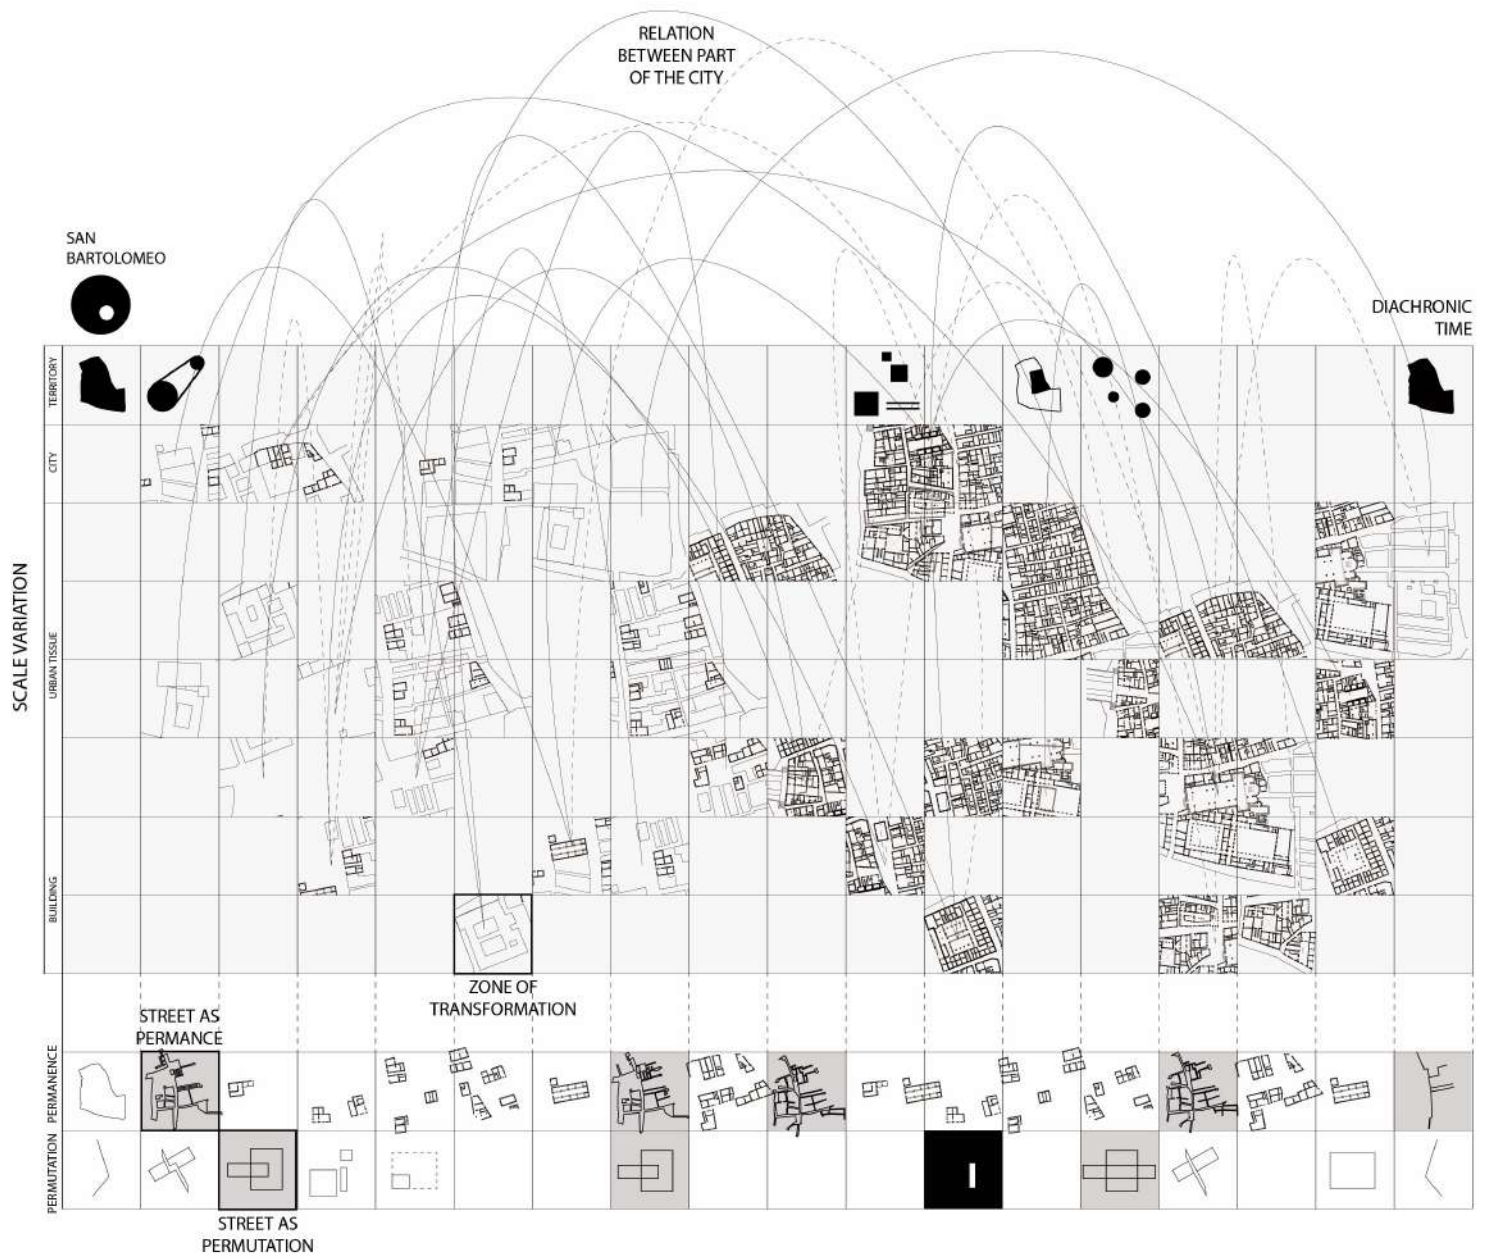 RELATION
BETWEEN PART
OF THE CITY
SAN
BARTOLOMEO
DIACHRONIC
TIME
SCALE VARIATION
TERRITORY
CITY
URBAN TISSUE
BUILDING
ZONE OF
TRANSFORMATION
STREET AS
PERMANCE
PERMANENCE
PERMUTATION
STREET AS
PERMUTATION